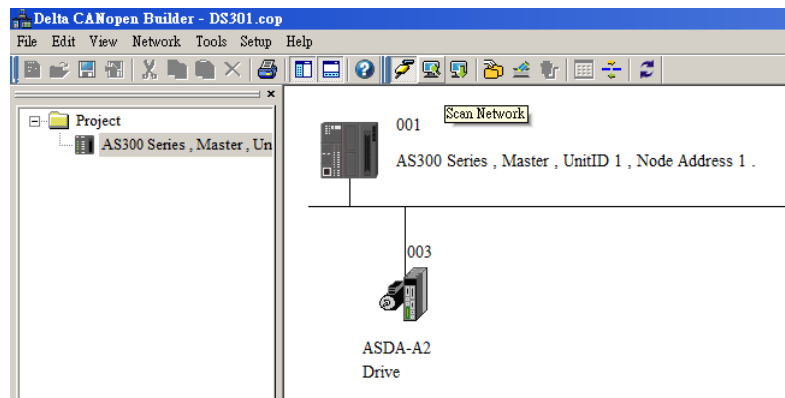 Delta CANopen Builder - DS301.cop
File Edit View Network Tools Setup Help
Project
AS300 Series , Master , Un
001
Scan Network
AS300 Series , Master , UnitID 1 , Node Address 1 .
003
ASDA-A2
Drive